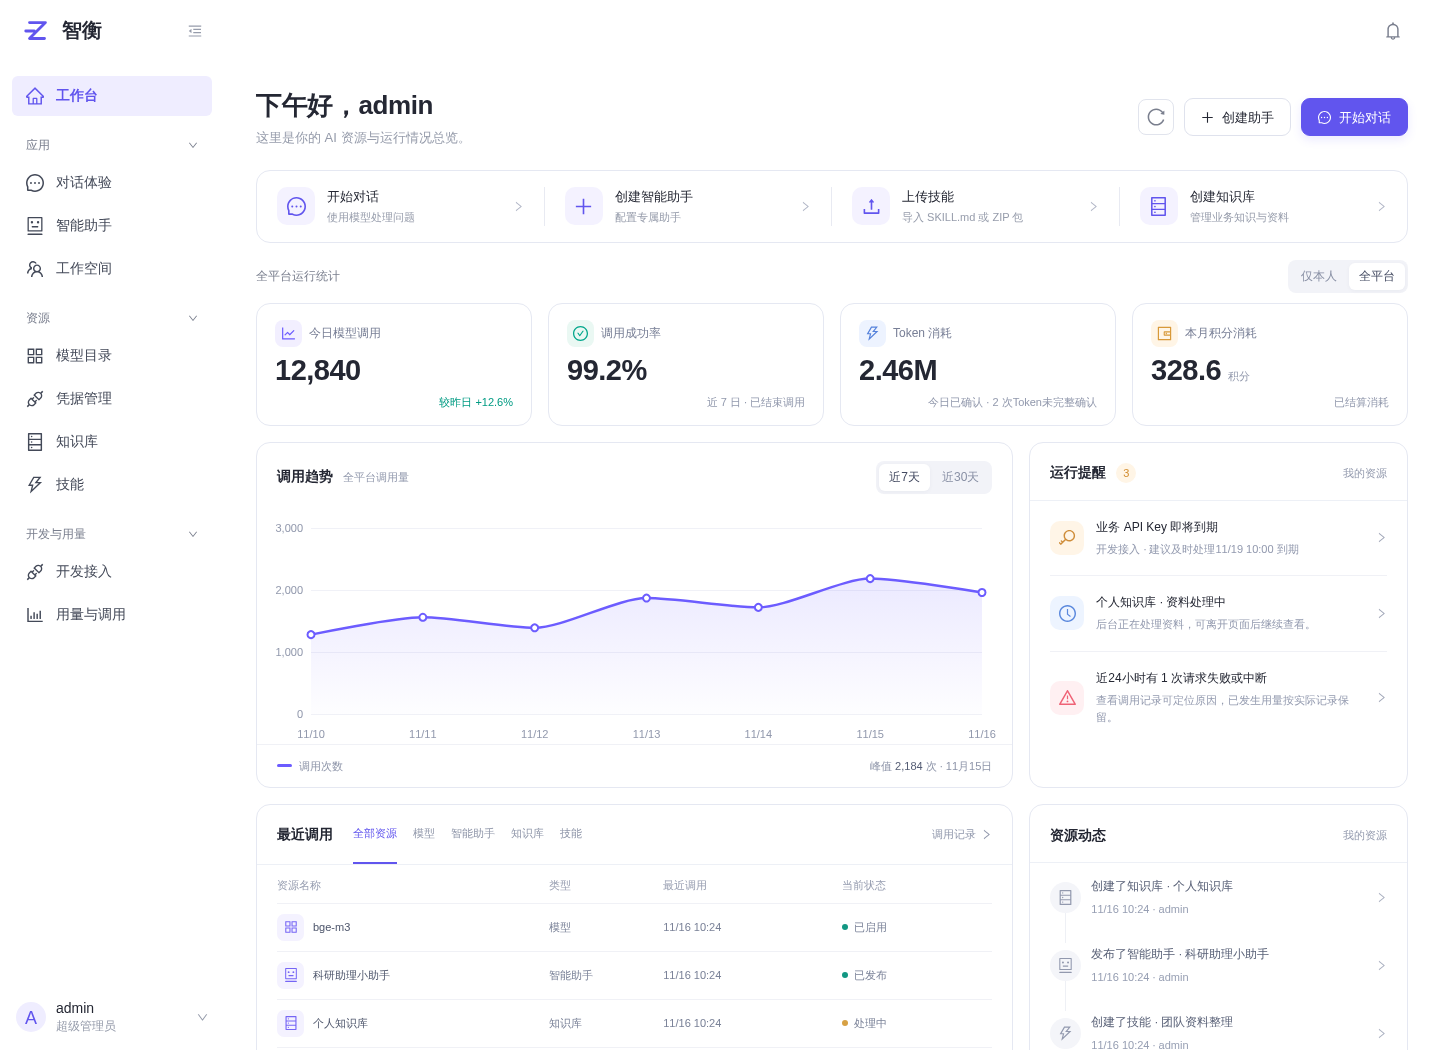 智衡
工作台
应用
对话体验
智能助手
工作空间
资源
模型目录
凭据管理
知识库
技能
开发与用量
开发接入
用量与调用
A
admin
超级管理员
下午好，admin
这里是你的 AI 资源与运行情况总览。
创建助手
开始对话
开始对话
使用模型处理问题
创建智能助手
配置专属助手
上传技能
导入 SKILL.md 或 ZIP 包
创建知识库
管理业务知识与资料
全平台运行统计
仅本人
全平台
今日模型调用
12,840
较昨日 +12.6%
调用成功率
99.2%
近 7 日 · 已结束调用
Token 消耗
2.46M
今日已确认 · 2 次Token未完整确认
本月积分消耗
328.6 积分
已结算消耗
调用趋势 全平台调用量
近7天
近30天
3,000
2,000
1,000
0
11/10
11/11
11/12
11/13
11/14
11/15
11/16
调用次数
峰值 2,184 次 · 11月15日
运行提醒 3
我的资源
业务 API Key 即将到期
开发接入 · 建议及时处理11/19 10:00 到期
个人知识库 · 资料处理中
后台正在处理资料，可离开页面后继续查看。
近24小时有 1 次请求失败或中断
查看调用记录可定位原因，已发生用量按实际记录保
留。
最近调用
全部资源
模型
智能助手
知识库
技能
调用记录
资源名称
类型
最近调用
当前状态
bge-m3
模型
11/16 10:24
已启用
科研助理小助手
智能助手
11/16 10:24
已发布
个人知识库
知识库
11/16 10:24
处理中
资源动态
我的资源
创建了知识库 · 个人知识库
11/16 10:24 · admin
发布了智能助手 · 科研助理小助手
11/16 10:24 · admin
创建了技能 · 团队资料整理
11/16 10:24 · admin